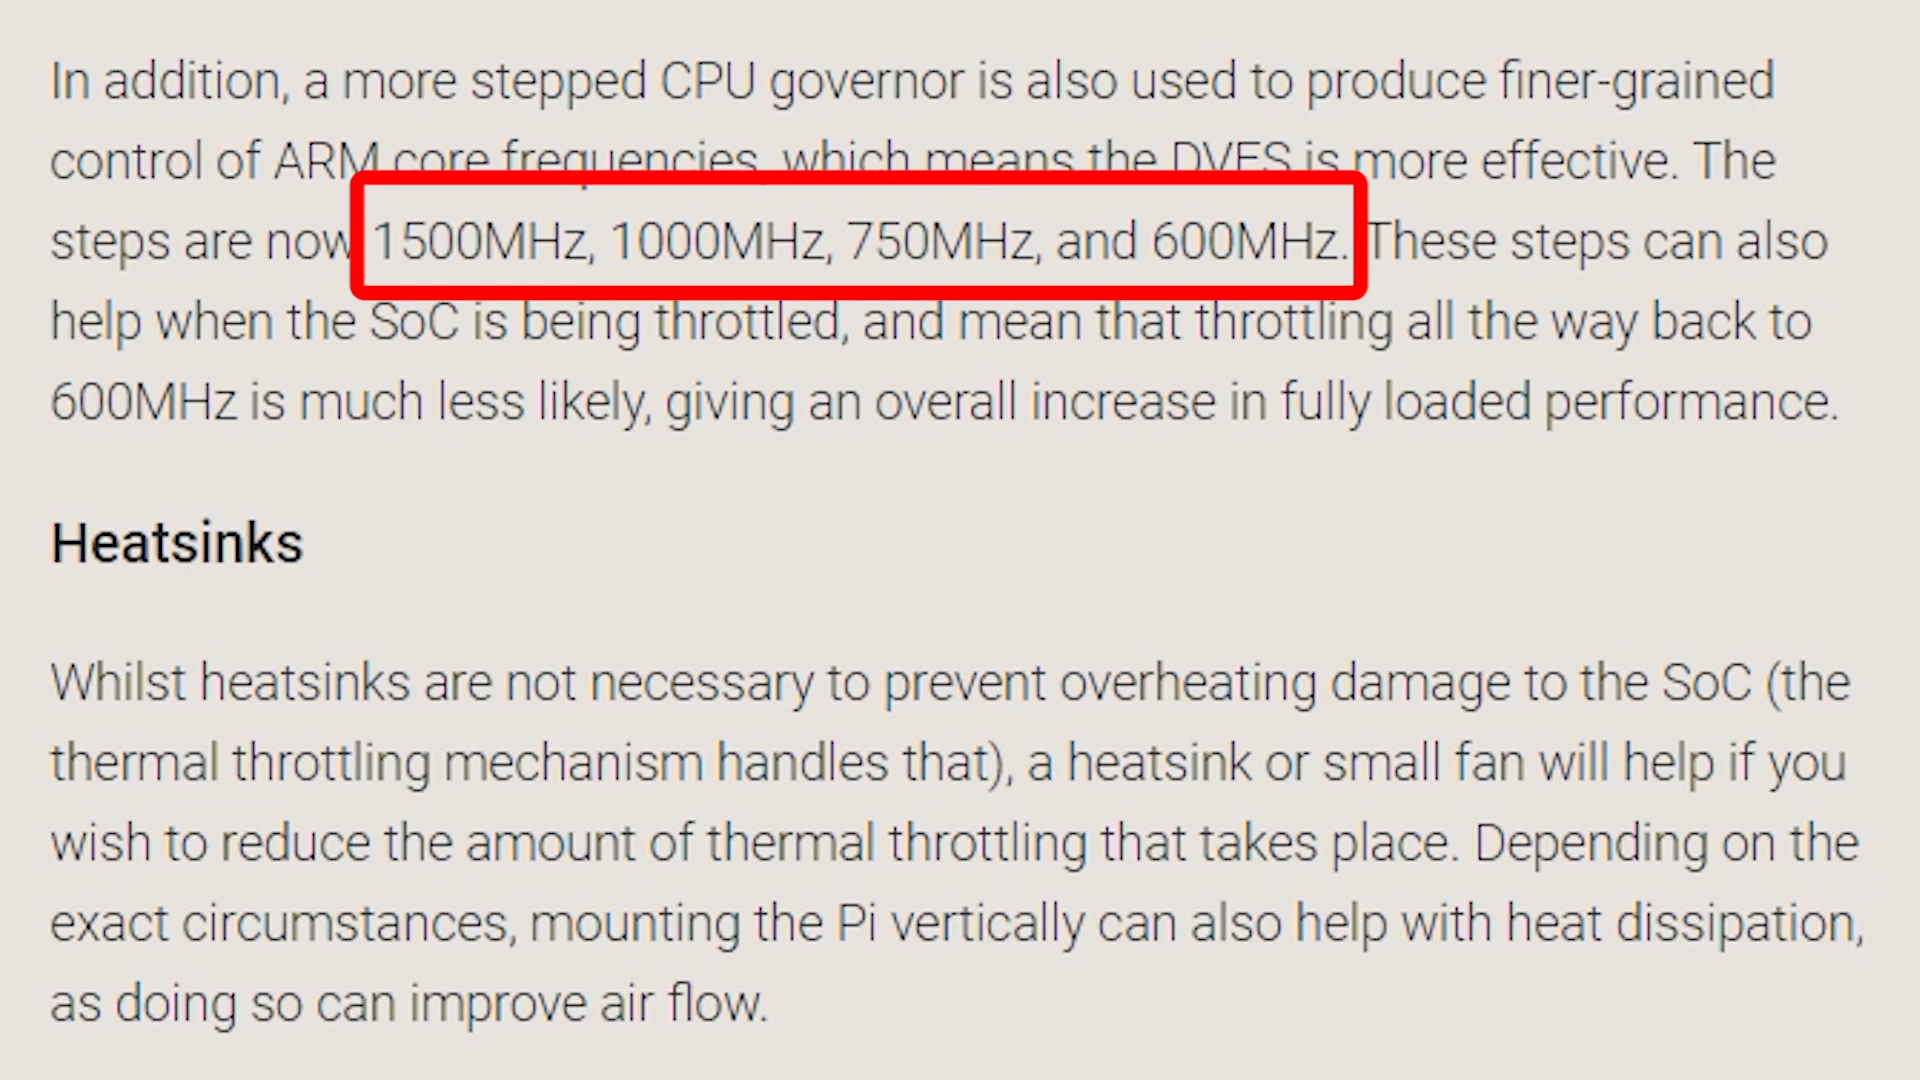 In addition, a more stepped CPU governor is also used to produce finer-grained
control of ARM core frequencies, which means the DVFS is more effective. The
steps are now 1500MHz, 1000MHz, 750MHz, and 600MHz. These steps can also
help when the SoC is being throttled, and mean that throttling all the way back to
600MHz is much less likely, giving an overall increase in fully loaded performance.
Heatsinks
Whilst heatsinks are not necessary to prevent overheating damage to the SoC (the
thermal throttling mechanism handles that), a heatsink or small fan will help if you
wish to reduce the amount of thermal throttling that takes place. Depending on the
exact circumstances, mounting the Pi vertically can also help with heat dissipation,
as doing so can improve air flow.